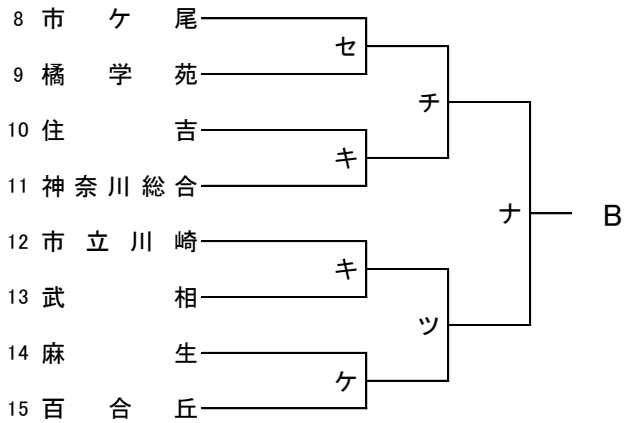 8 市ケ尾
セ
9 橘学苑
チ
10 住吉
キ
11 神奈川総合
ナ B
12 市立川崎
キ
13 武相
ツ
14 麻生
ケ
15 百合丘